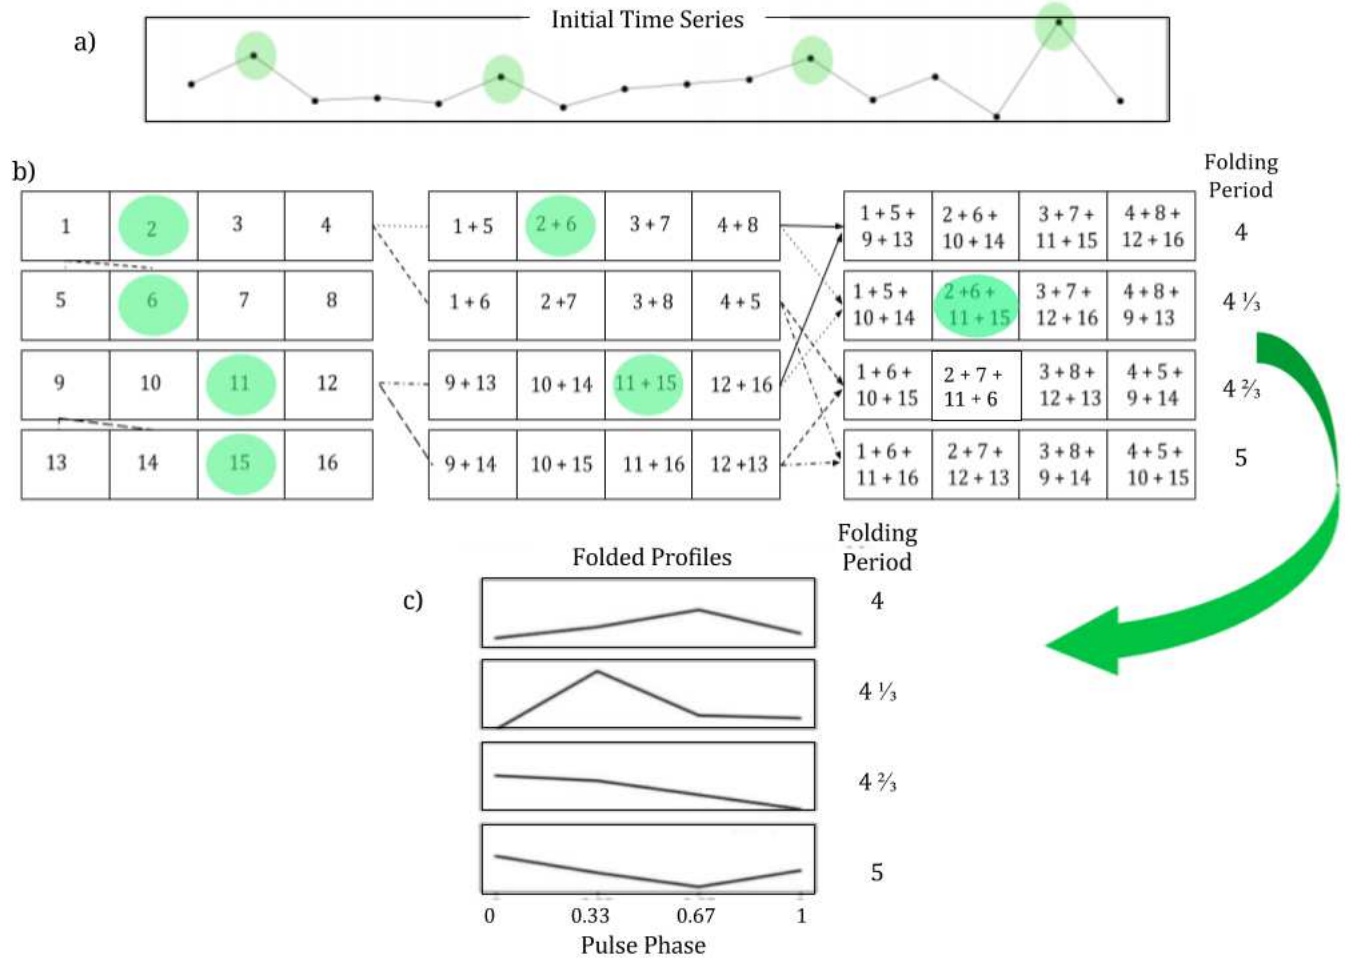 Initial Time Series
a)
b)
Folding
Period
1 2 3 4
5 6 7 8
9 10 11 12
13 14 15 16
1 + 5 2 + 6 3 + 7 4 + 8
1 + 6 2 +7 3 + 8 4 + 5
9 + 13 10 + 14 11 + 15 12 + 16
9 + 14 10 + 15 11 + 16 12 +13
1 + 5 + 2 + 6 + 3 + 7 + 4 + 8 +
9 + 13 10 + 14 11 + 15 12 + 16
4
1 + 5 + 2 +6 + 3 + 7 + 4 + 8 +
10 + 14 11 + 15 12 + 16 9 + 13
4 ⅓
1 + 6 + 2 + 7 + 3 + 8 + 4 + 5 +
10 + 15 11 + 6 12 + 13 9 + 14
4 ⅔
1 + 6 + 2 + 7 + 3 + 8 + 4 + 5 +
11 + 16 12 + 13 9 + 14 10 + 15
5
Folded Profiles
Folding
Period
c)
4
4 ⅓
4 ⅔
5
0 0.33 0.67 1
Pulse Phase